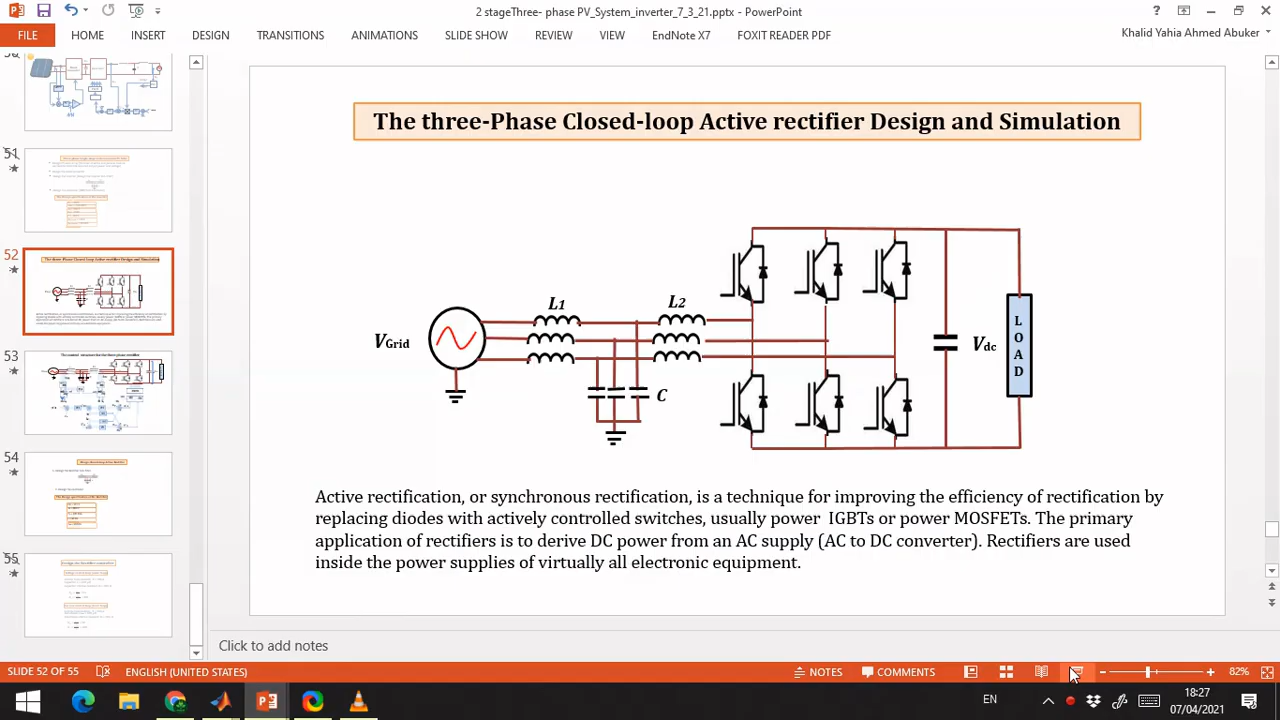 2 stageThree- phase PV_System_inverter_7_3_21.pptx - PowerPoint
FILE HOME INSERT DESIGN TRANSITIONS ANIMATIONS SLIDE SHOW REVIEW VIEW EndNote X7 FOXIT READER PDF
Khalid Yahia Ahmed Abuker
51
52
53
54
55
The three-Phase Closed-loop Active rectifier Design and Simulation
L1
L2
VGrid
C
Vdc
L
O
A
D
Active rectification, or synchronous rectification, is a technique for improving the efficiency of rectification by
replacing diodes with actively controlled switches, usually power IGBTs or power MOSFETs. The primary
application of rectifiers is to derive DC power from an AC supply (AC to DC converter). Rectifiers are used
inside the power supplies of virtually all electronic equipment.
Click to add notes
SLIDE 52 OF 55 ENGLISH (UNITED STATES) NOTES COMMENTS 82%
EN
18:27
07/04/2021